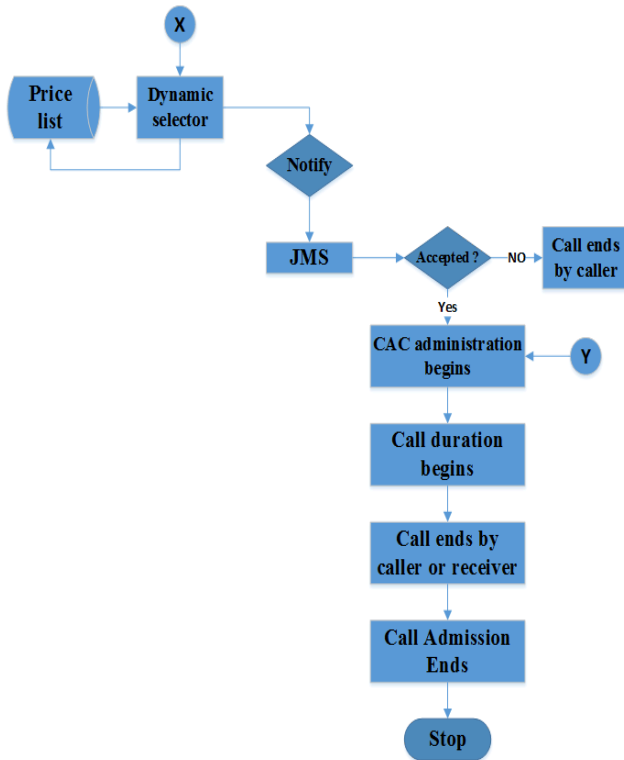 X
Price
list
Dynamic
selector
Notify
JMS
Accepted ?
NO
Call ends
by caller
Yes
CAC administration
begins
Y
Call duration
begins
Call ends by
caller or receiver
Call Admission
Ends
Stop